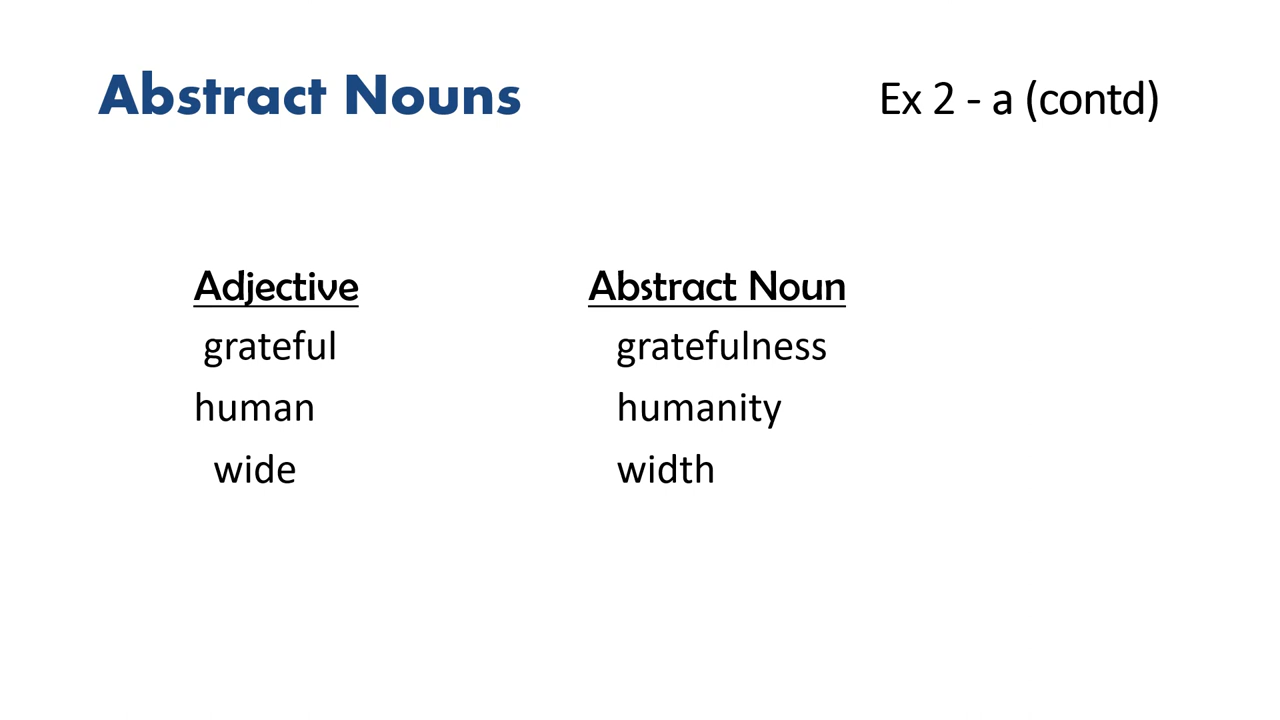 Abstract Nouns Ex 2 - a (contd)
Adjective Abstract Noun
grateful gratefulness
human humanity
wide width